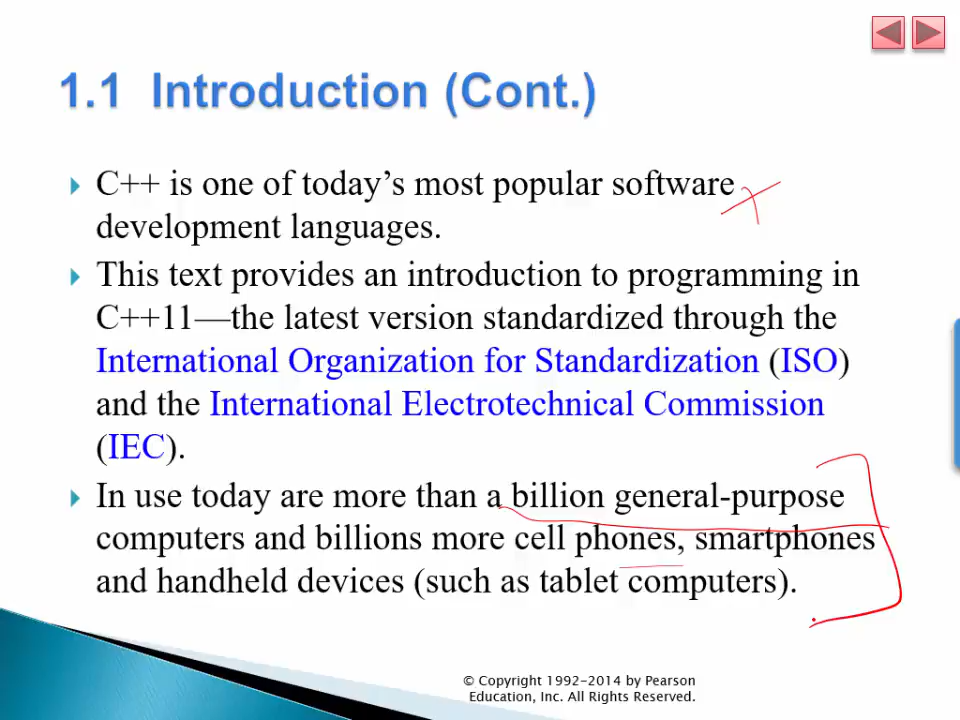 1.1 Introduction (Cont.)
C++ is one of today’s most popular software
development languages.
This text provides an introduction to programming in
C++11—the latest version standardized through the
International Organization for Standardization (ISO)
and the International Electrotechnical Commission
(IEC).
In use today are more than a billion general-purpose
computers and billions more cell phones, smartphones
and handheld devices (such as tablet computers).
© Copyright 1992-2014 by Pearson
Education, Inc. All Rights Reserved.